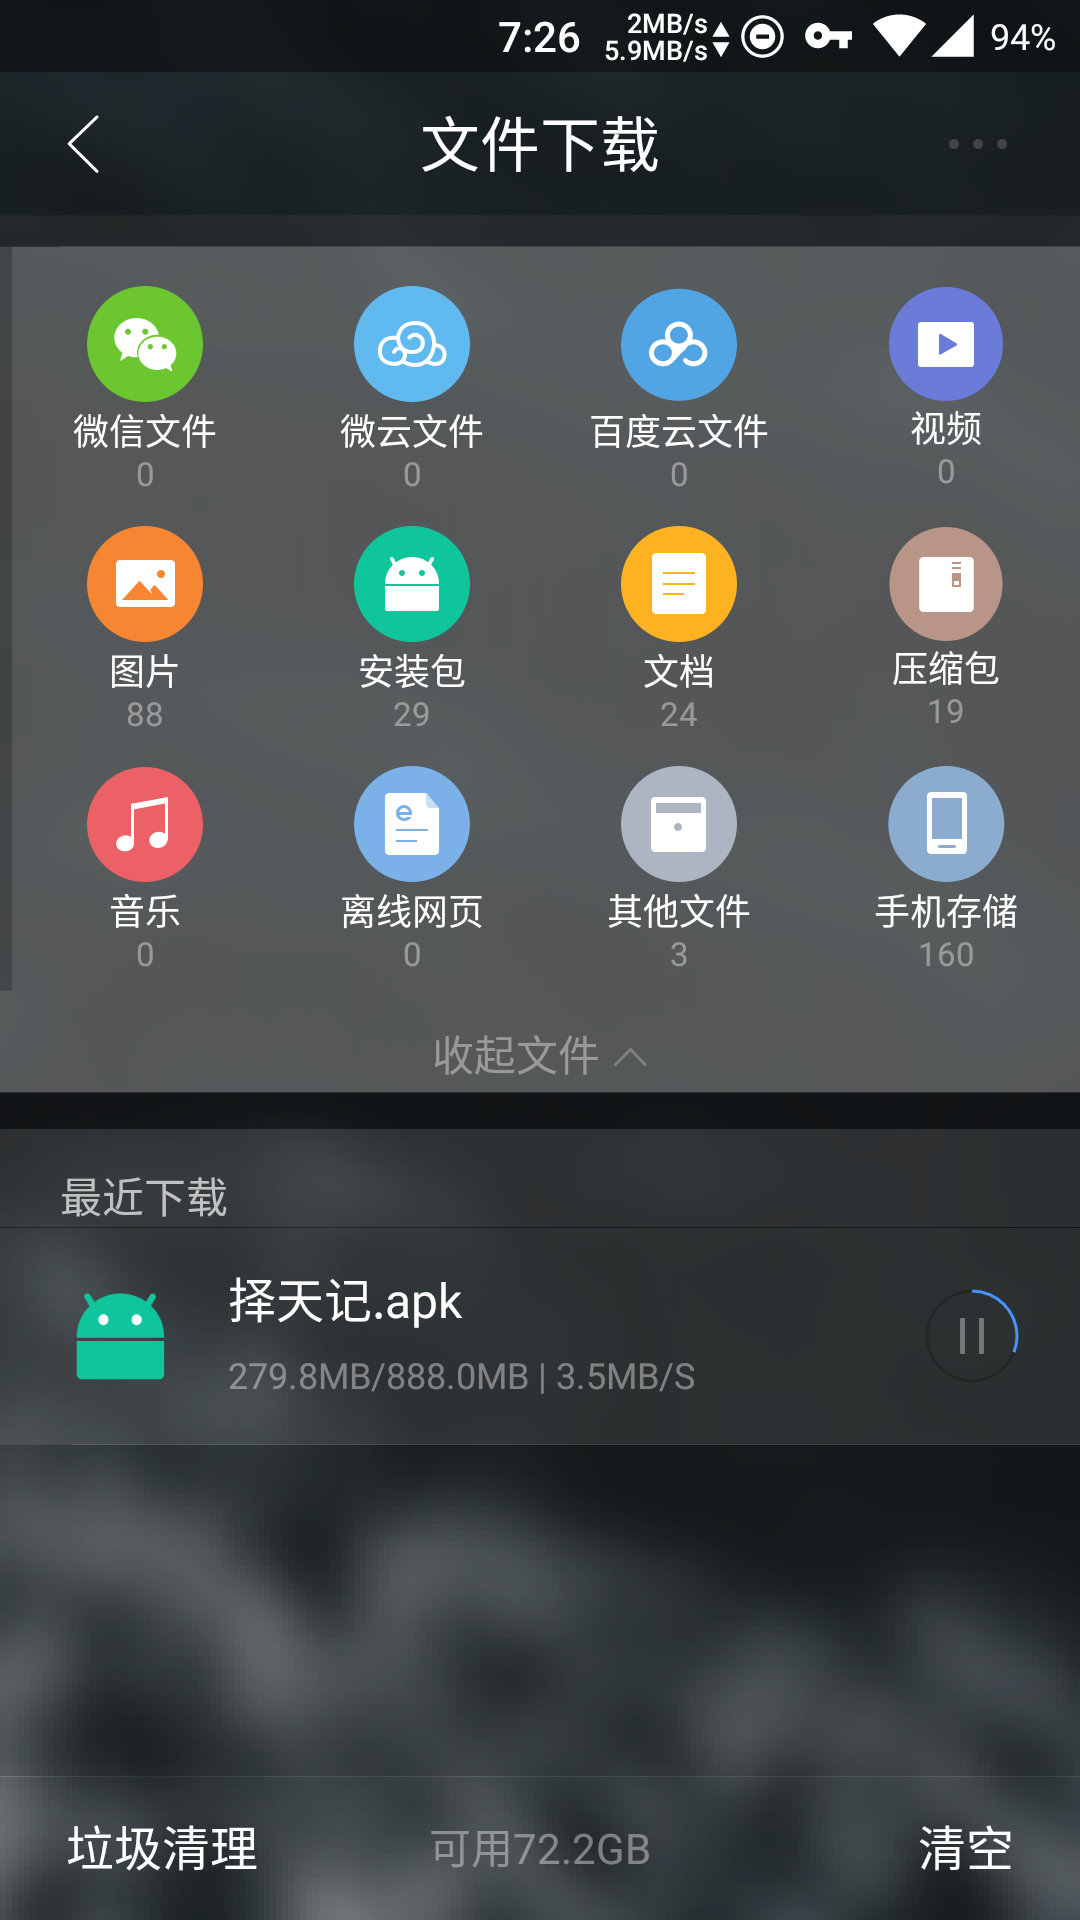 7:26 2MB/s 94%
5.9MB/s
文件下载
微信文件 微云文件 百度云文件 视频
0 0 0 0
图片 安装包 文档 压缩包
88 29 24 19
音乐 离线网页 其他文件 手机存储
0 0 3 160
收起文件
最近下载
择天记.apk
279.8MB/888.0MB | 3.5MB/S
垃圾清理 可用72.2GB 清空